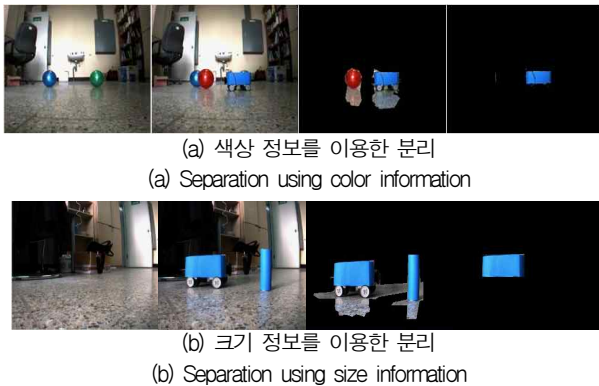 (a) 색상 정보를 이용한 분리
(a) Separation using color information
(b) 크기 정보를 이용한 분리
(b) Separation using size information